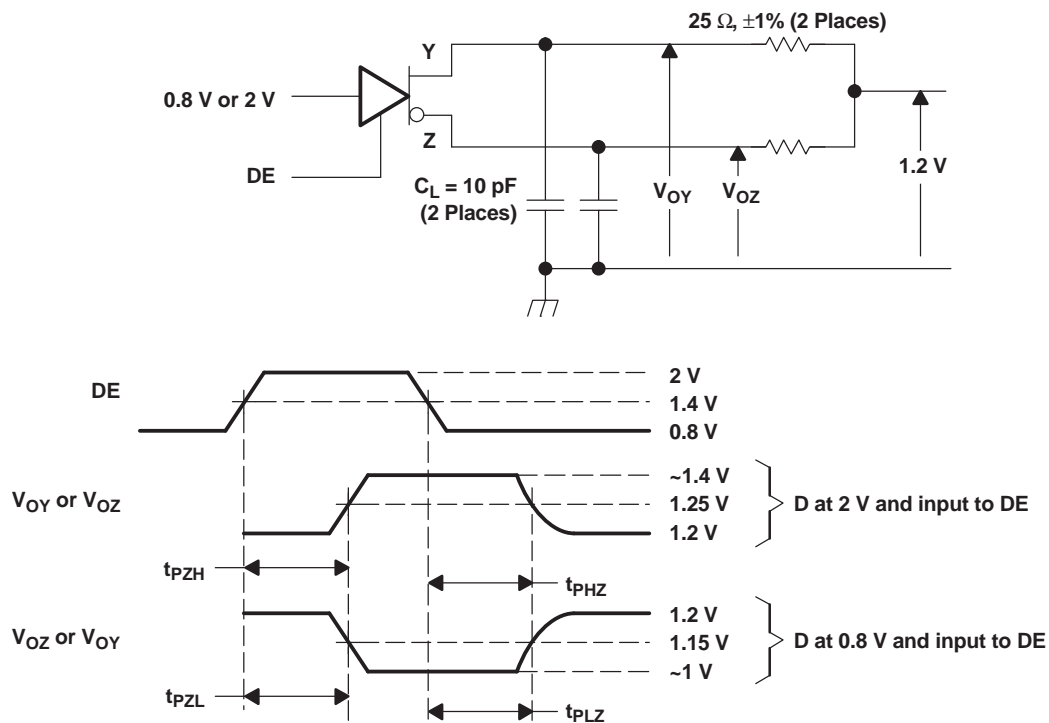 25 Ω, ±1% (2 Places)
Y
0.8 V or 2 V
Z
DE
C_L = 10 pF
(2 Places)
V_OY
V_OZ
1.2 V
DE
2 V
1.4 V
0.8 V
V_OY or V_OZ
~1.4 V
1.25 V
1.2 V
D at 2 V and input to DE
t_PZH
t_PHZ
V_OZ or V_OY
1.2 V
1.15 V
~1 V
D at 0.8 V and input to DE
t_PZL
t_PLZ